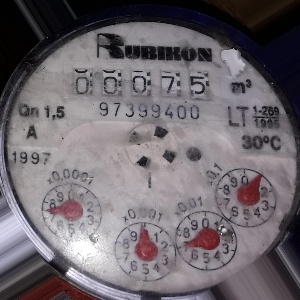 RUBIKON
00075 m³
97399400
Qn 1,5
A
1997
LT 1-269
1995
30°C
x0,0001
x0,001
x0,01
x0,1